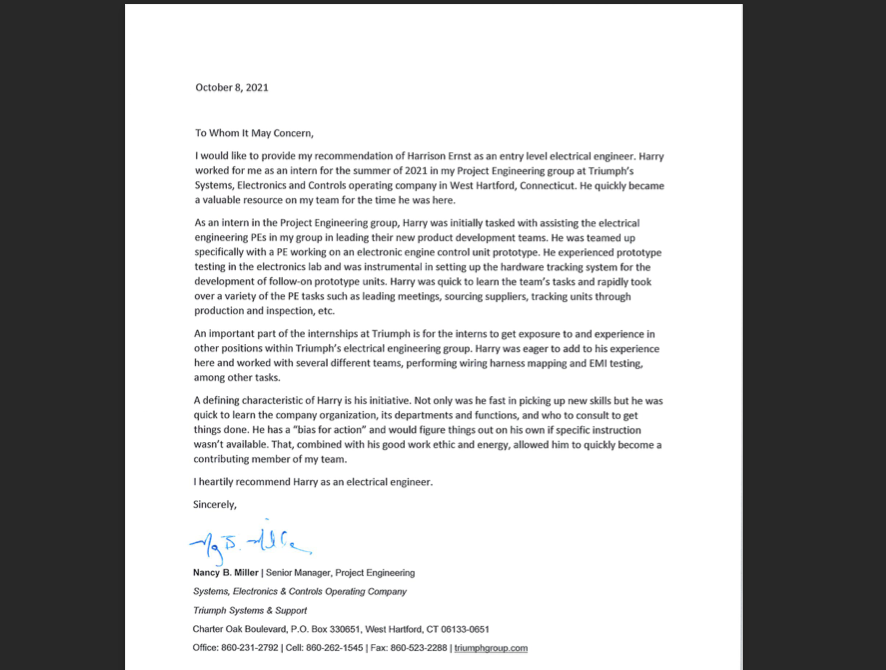 October 8, 2021
To Whom It May Concern,
I would like to provide my recommendation of Harrison Ernst as an entry level electrical engineer. Harry
worked for me as an intern for the summer of 2021 in my Project Engineering group at Triumph's
Systems, Electronics and Controls operating company in West Hartford, Connecticut. He quickly became
a valuable resource on my team for the time he was here.
As an intern in the Project Engineering group, Harry was initially tasked with assisting the electrical
engineering PEs in my group in leading their new product development teams. He was teamed up
specifically with a PE working on an electronic engine control unit prototype. He experienced prototype
testing in the electronics lab and was instrumental in setting up the hardware tracking system for the
development of follow-on prototype units. Harry was quick to learn the team's tasks and rapidly took
over a variety of the PE tasks such as leading meetings, sourcing suppliers, tracking units through
production and inspection, etc.
An important part of the internships at Triumph is for the interns to get exposure to and experience in
other positions within Triumph's electrical engineering group. Harry was eager to add to his experience
here and worked with several different teams, performing wiring harness mapping and EMI testing,
among other tasks.
A defining characteristic of Harry is his initiative. Not only was he fast in picking up new skills but he was
quick to learn the company organization, its departments and functions, and who to consult to get
things done. He has a "bias for action" and would figure things out on his own if specific instruction
wasn't available. That, combined with his good work ethic and energy, allowed him to quickly become a
contributing member of my team.
I heartily recommend Harry as an electrical engineer.
Sincerely,
Nancy B. Miller | Senior Manager, Project Engineering
Systems, Electronics & Controls Operating Company
Triumph Systems & Support
Charter Oak Boulevard, P.O. Box 330651, West Hartford, CT 06133-0651
Office: 860-231-2792 | Cell: 860-262-1545 | Fax: 860-523-2288 | triumphgroup.com